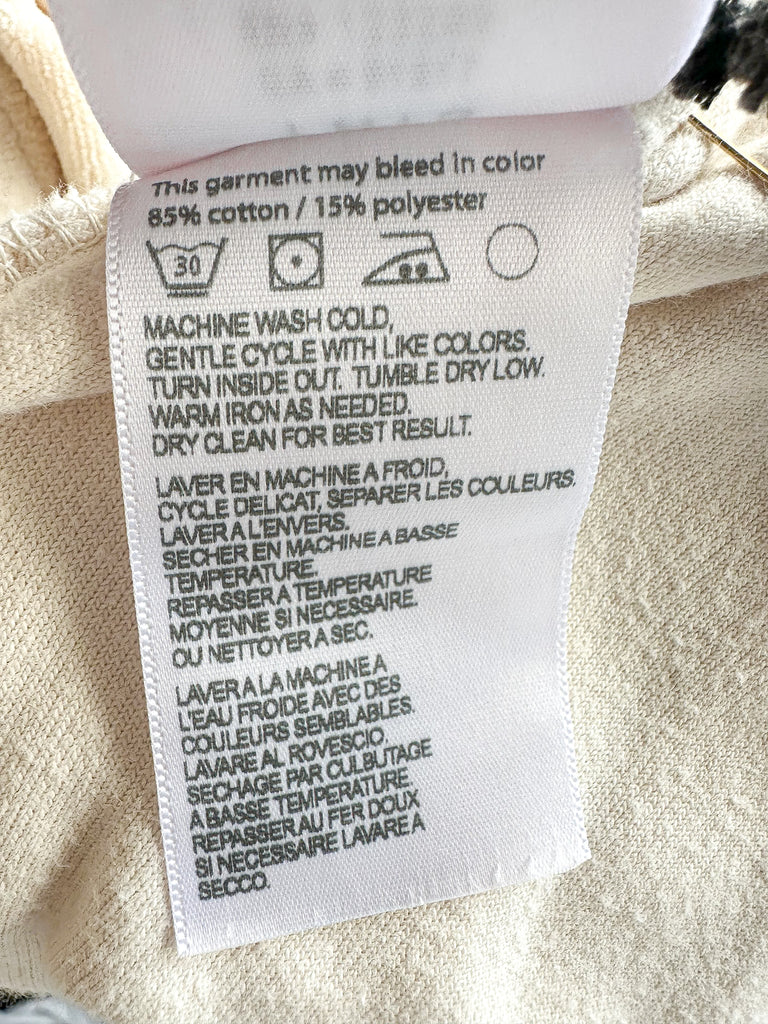 This garment may bleed in color
85% cotton / 15% polyester
30
MACHINE WASH COLD,
GENTLE CYCLE WITH LIKE COLORS.
TURN INSIDE OUT. TUMBLE DRY LOW.
WARM IRON AS NEEDED.
DRY CLEAN FOR BEST RESULT.
LAVER EN MACHINE A FROID,
CYCLE DELICAT, SEPARER LES COULEURS.
LAVER A L'ENVERS.
SECHER EN MACHINE A BASSE
TEMPERATURE.
REPASSER A TEMPERATURE
MOYENNE SI NECESSAIRE.
OU NETTOYER A SEC.
LAVER A LA MACHINE A
L'EAU FROIDE AVEC DES
COULEURS SEMBLABLES.
LAVARE AL ROVESCIO.
SECHAGE PAR CULBUTAGE
A BASSE TEMPERATURE
REPASSER AU FER DOUX
SI NECESSAIRE LAVARE A
SECCO.